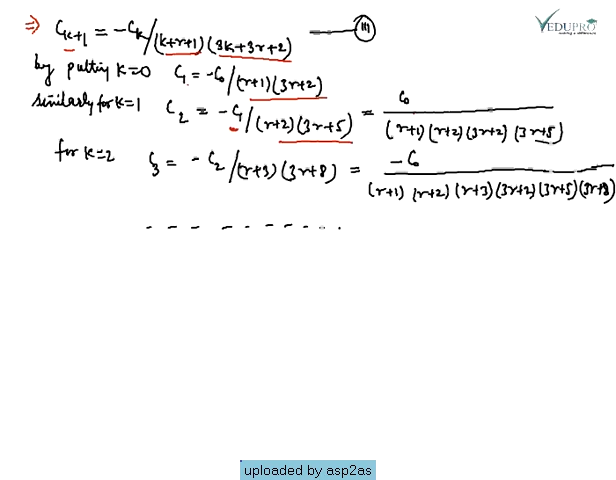 VEDUPRO
making a difference
⇒ C_{k+1} = -C_k/(k+r+1)(3k+3r+2) —— (III)
by putting k=0 C_1 = -C_0/(r+1)(3r+2)
similarly for k=1 C_2 = -C_1/(r+2)(3r+5) = C_0/(r+1)(r+2)(3r+2)(3r+5)
for k=2 C_3 = -C_2/(r+3)(3r+8) = -C_0/(r+1)(r+2)(r+3)(3r+2)(3r+5)(3r+8)
- - - - - - - - - .
uploaded by asp2as